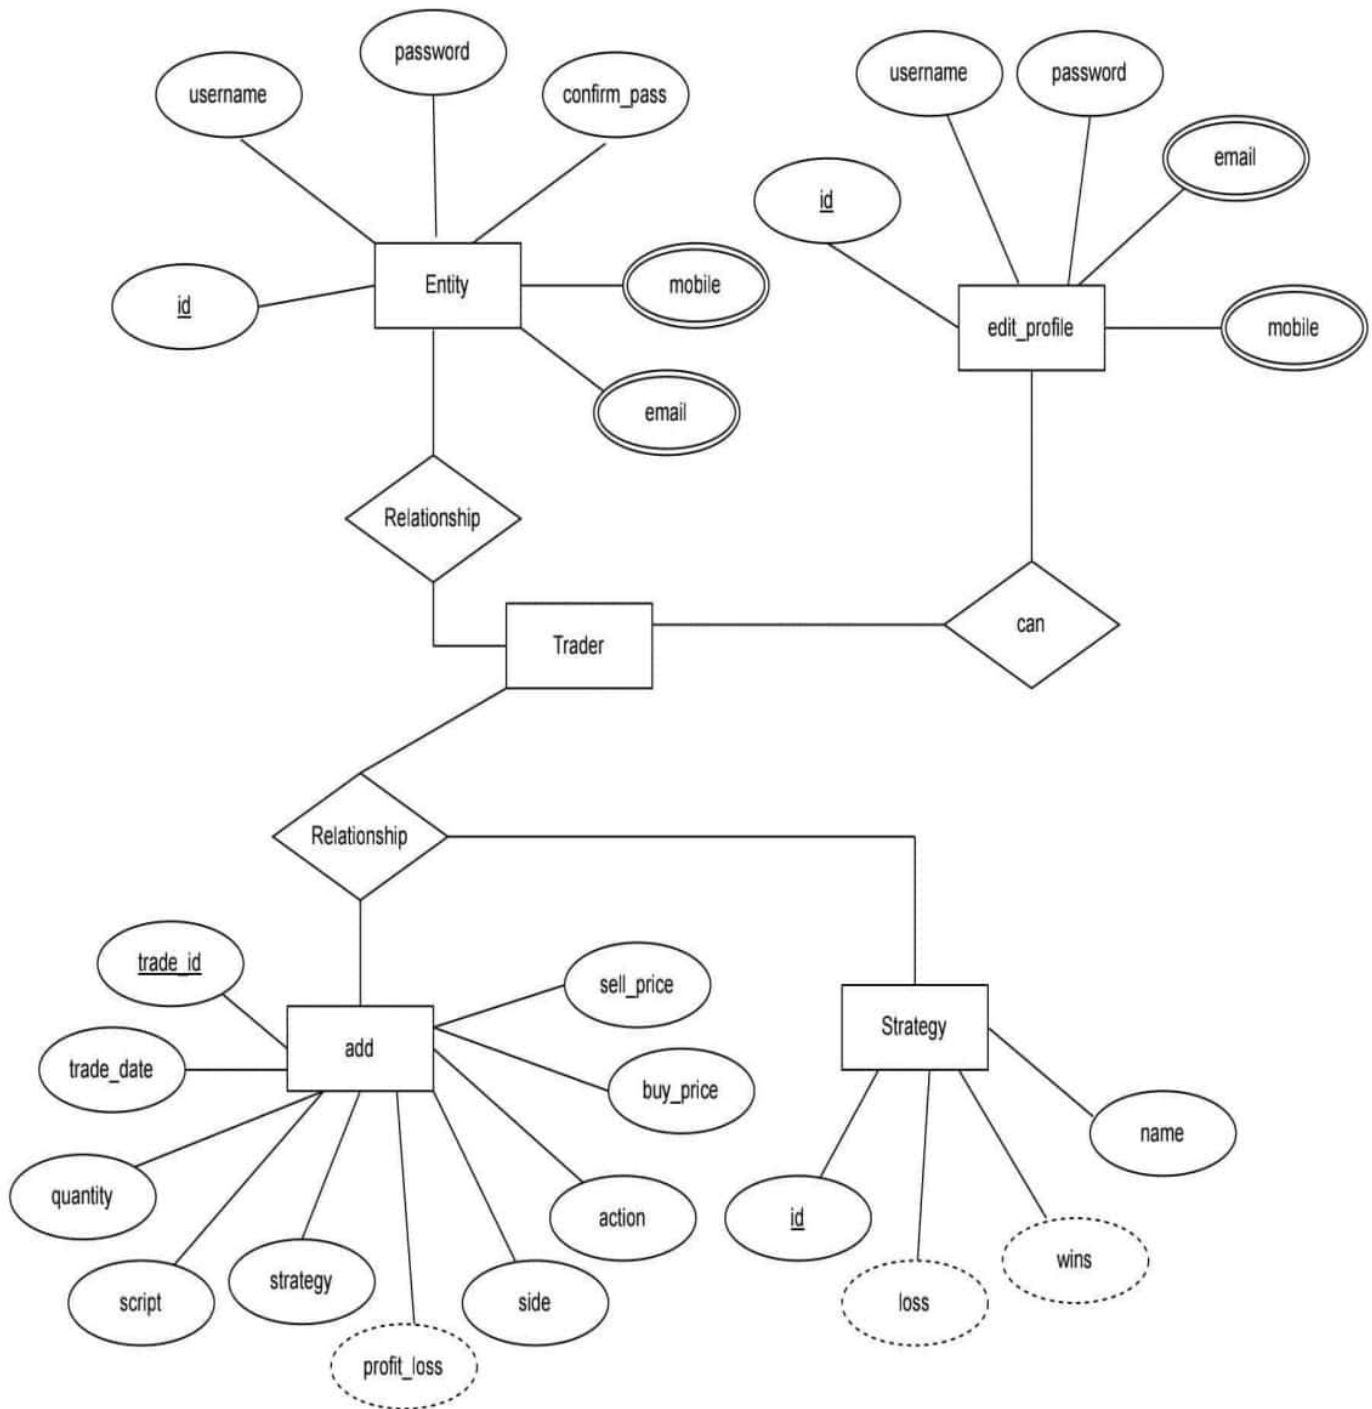 password
username
confirm_pass
username
password
email
id
Entity
mobile
id
edit_profile
mobile
email
Relationship
Trader
can
Relationship
trade_id
sell_price
add
Strategy
trade_date
buy_price
name
quantity
action
id
strategy
script
side
loss
wins
profit_loss